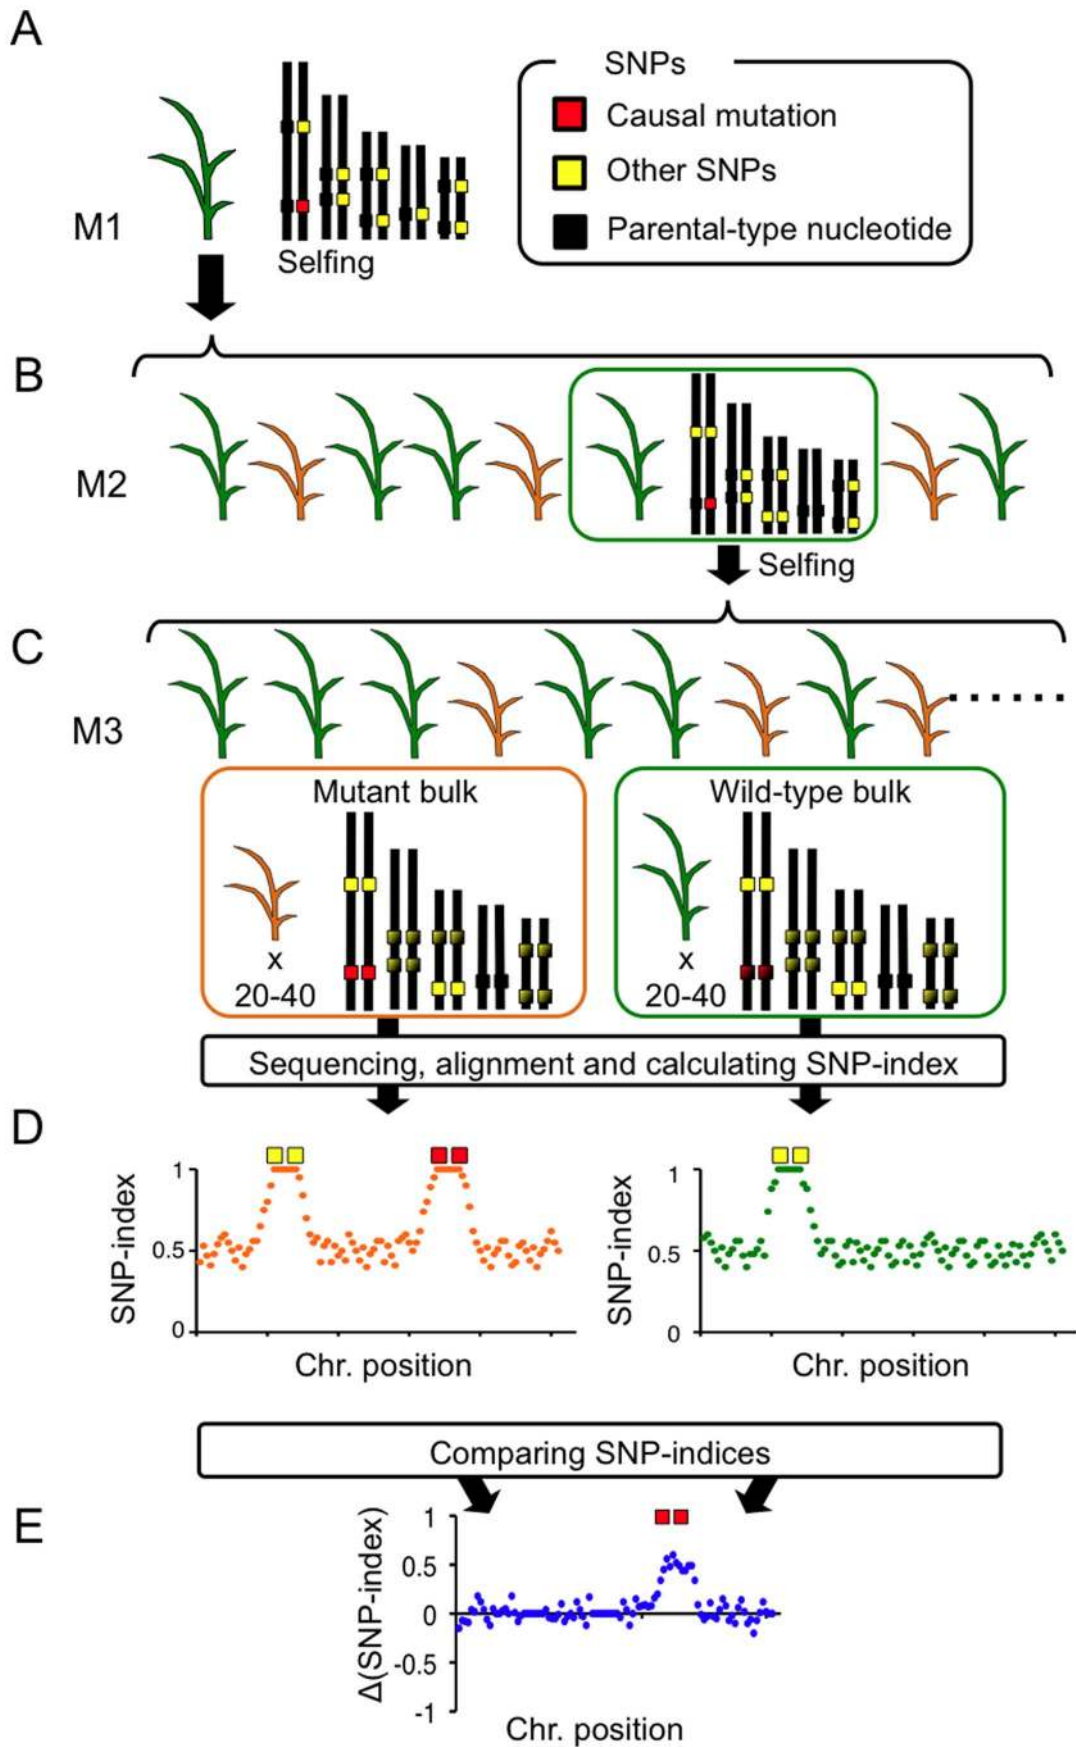 A
SNPs
Causal mutation
Other SNPs
Parental-type nucleotide
M1
Selfing
B
M2
Selfing
C
M3
Mutant bulk
Wild-type bulk
x
20-40
x
20-40
Sequencing, alignment and calculating SNP-index
D
SNP-index
1
0.5
0
Chr. position
SNP-index
1
0.5
0
Chr. position
Comparing SNP-indices
E
Δ(SNP-index)
1
0.5
0
-0.5
-1
Chr. position